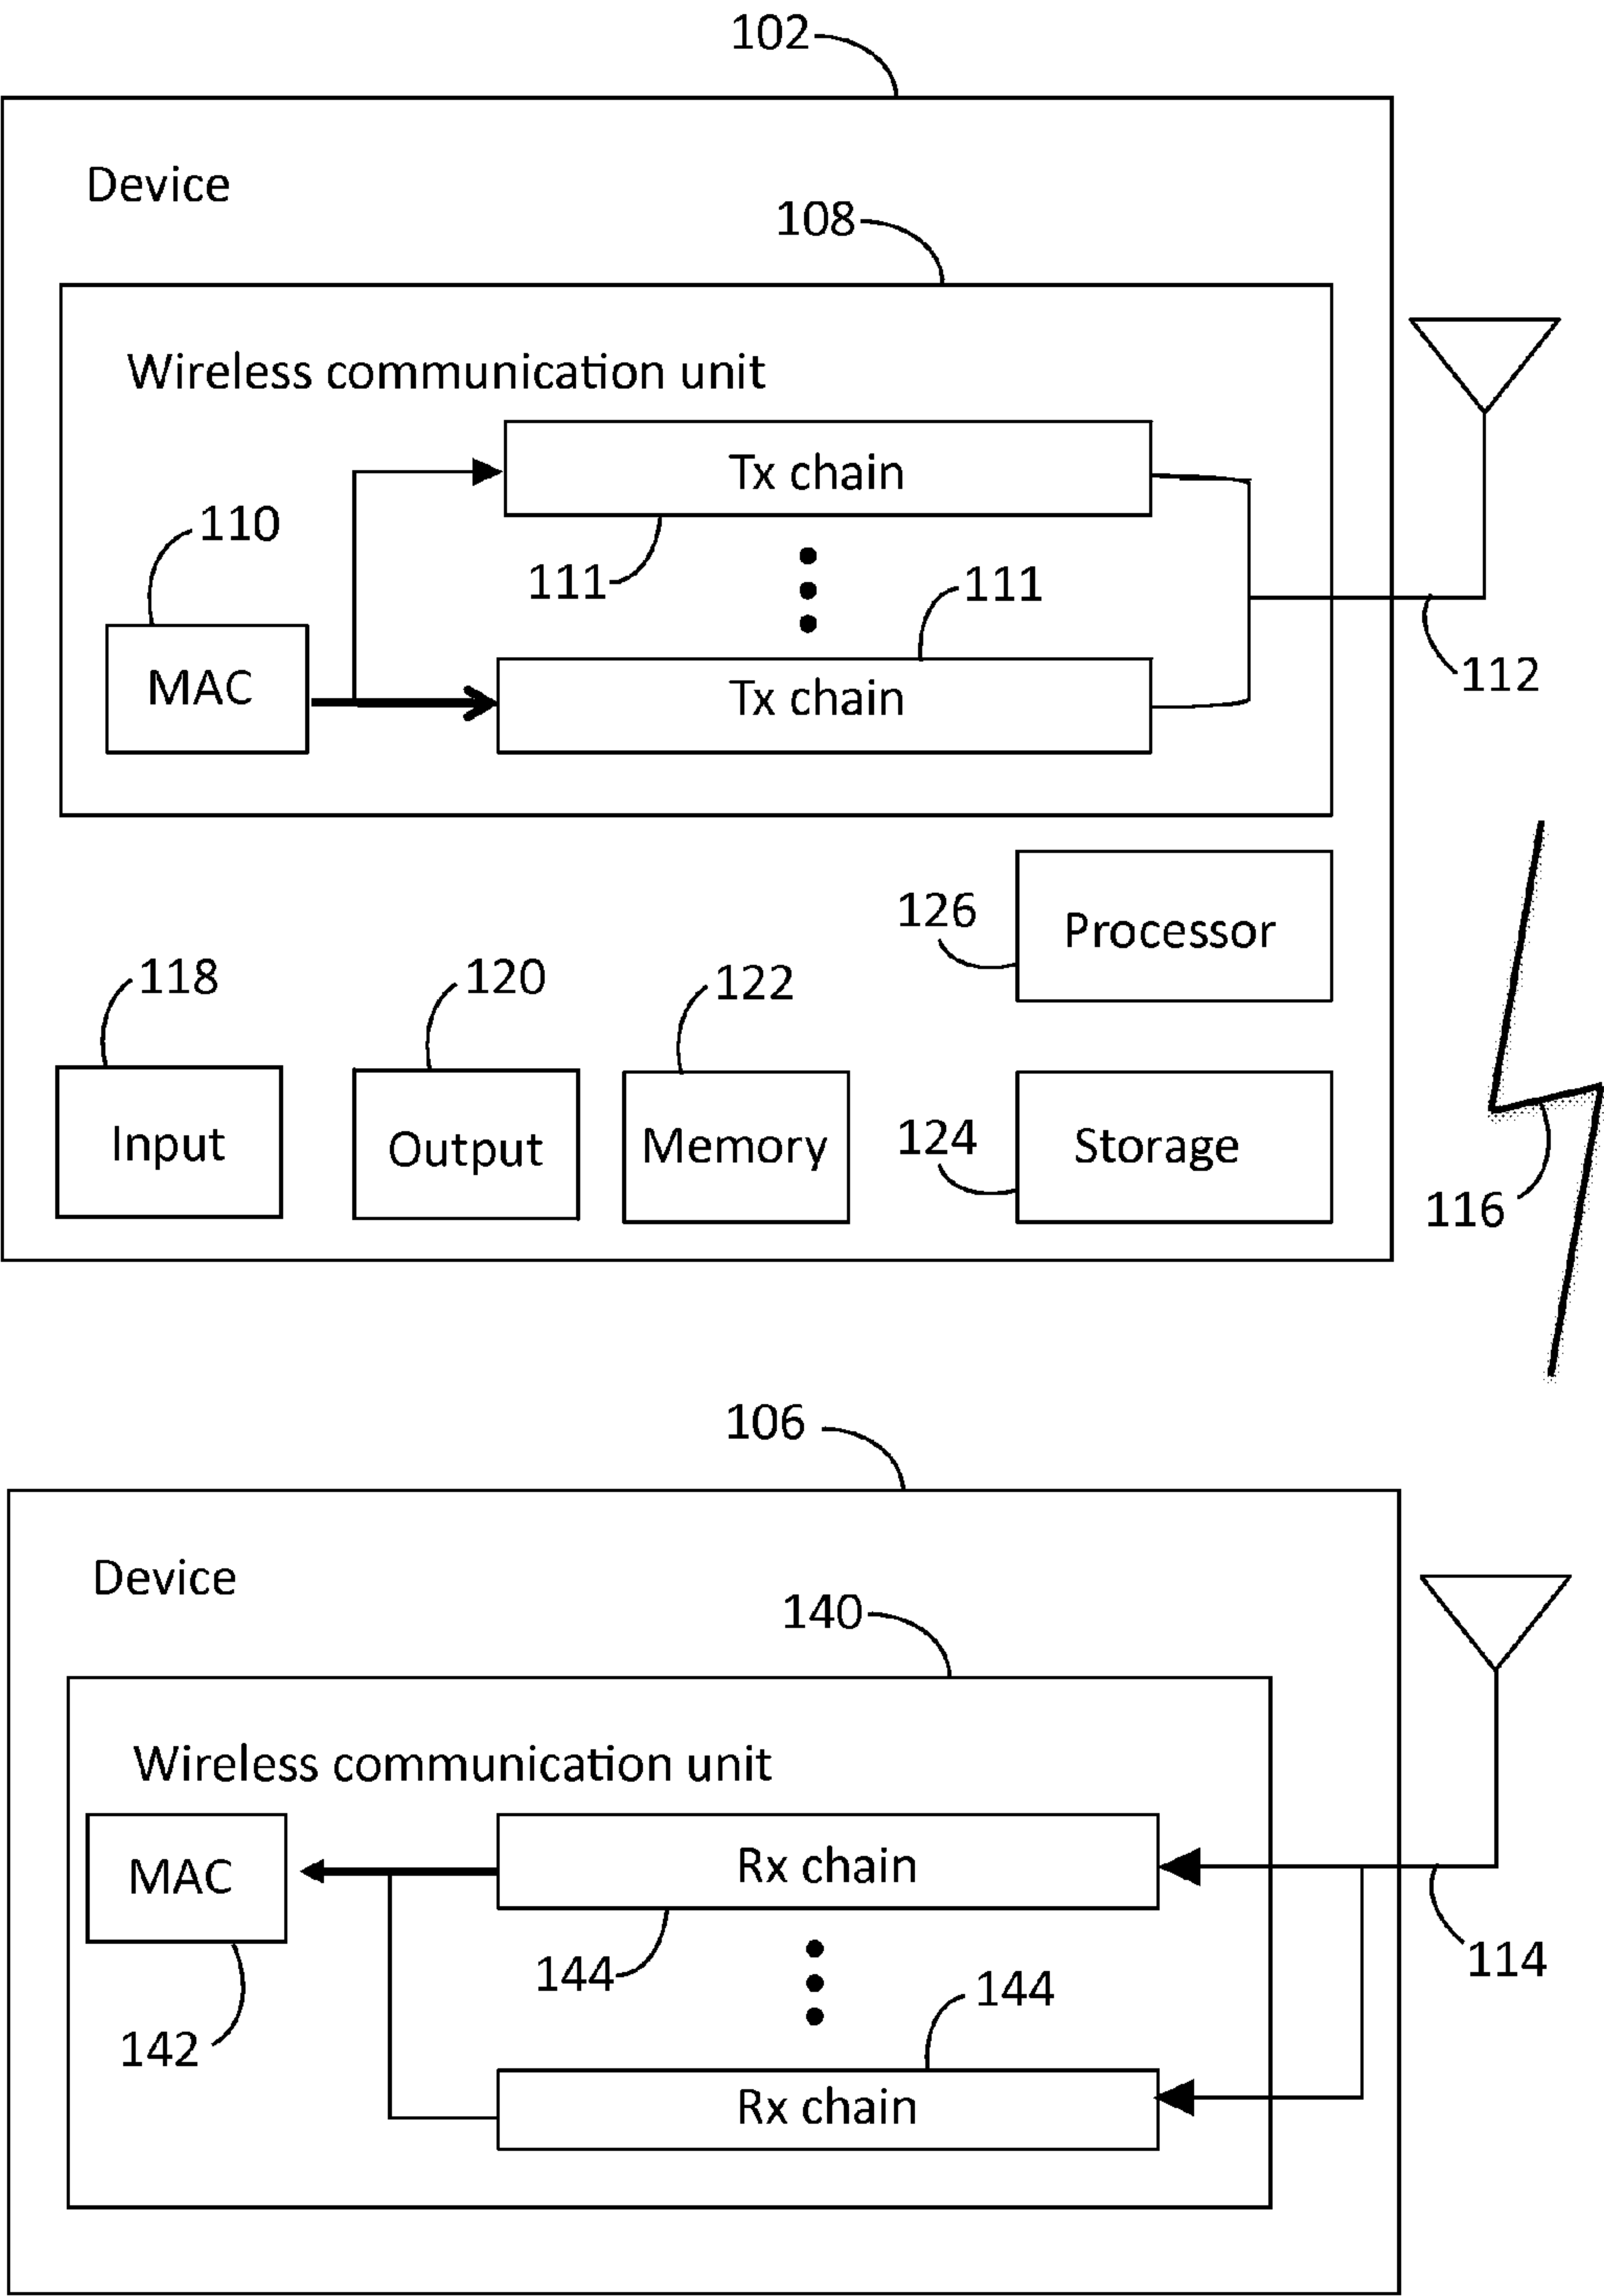 102
Device
108
Wireless communication unit
Tx chain
110
111
111
MAC
Tx chain
112
126
Processor
118
120
122
Input
Output
Memory
124
Storage
116
106
Device
140
Wireless communication unit
MAC
Rx chain
144
144
114
142
Rx chain